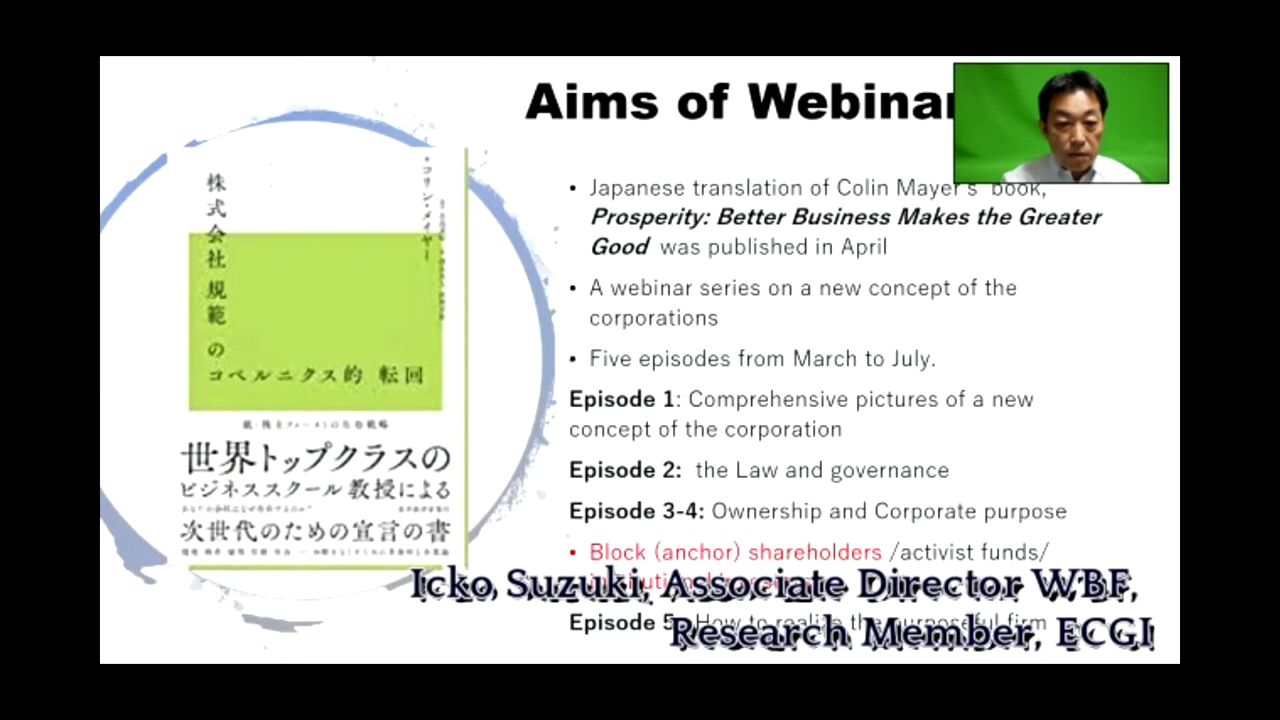 Aims of Webinar
・コリン・メイヤー
株式会社 規範 の
コペルニクス的 転回
世界トップクラスの
ビジネススクール 教授による
次世代のための宣言の書
• Japanese translation of Colin Mayer's book,
Prosperity: Better Business Makes the Greater
Good was published in April
• A webinar series on a new concept of the
corporations
• Five episodes from March to July.
Episode 1: Comprehensive pictures of a new
concept of the corporation
Episode 2: the Law and governance
Episode 3-4: Ownership and Corporate purpose
• Block (anchor) shareholders /activist funds/
Episode 5: How to realize the purposeful firm
Icko Suzuki, Associate Director WBF,
Research Member, ECGI